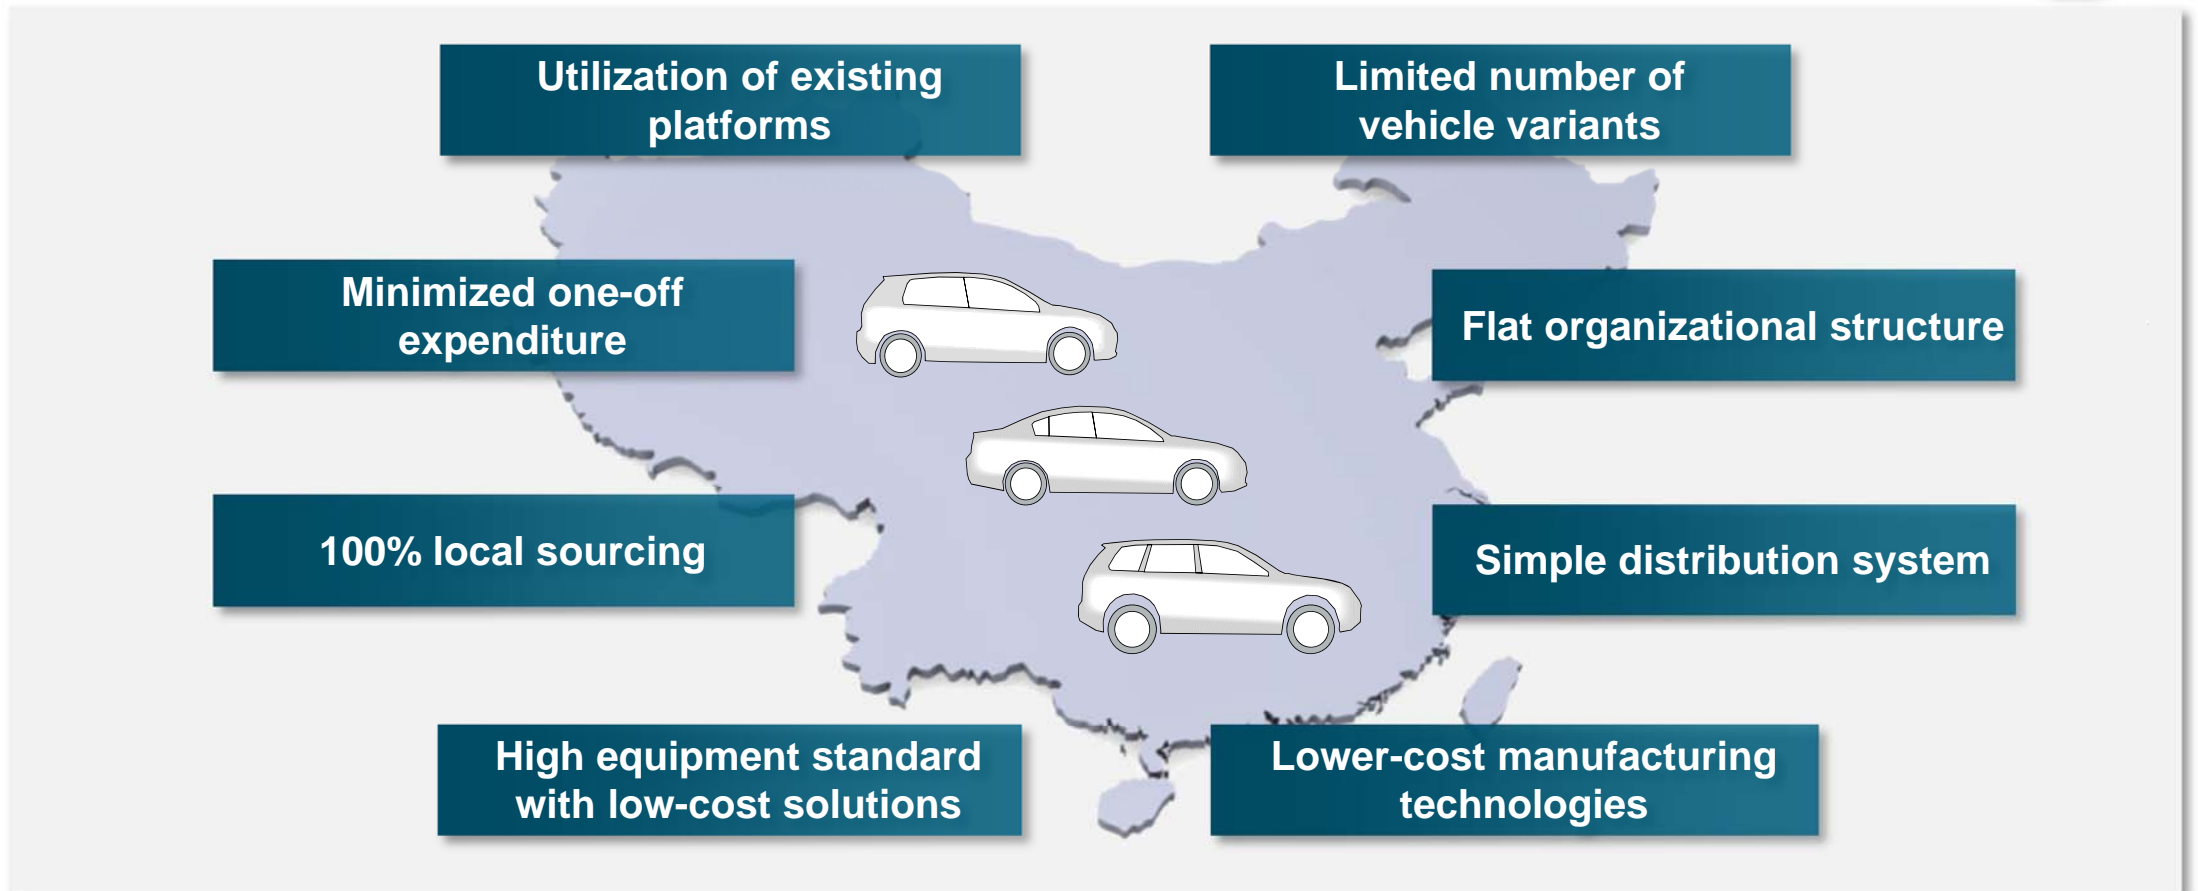 Utilization of existing
platforms
Limited number of
vehicle variants
Minimized one-off
expenditure
Flat organizational structure
100% local sourcing
Simple distribution system
High equipment standard
with low-cost solutions
Lower-cost manufacturing
technologies